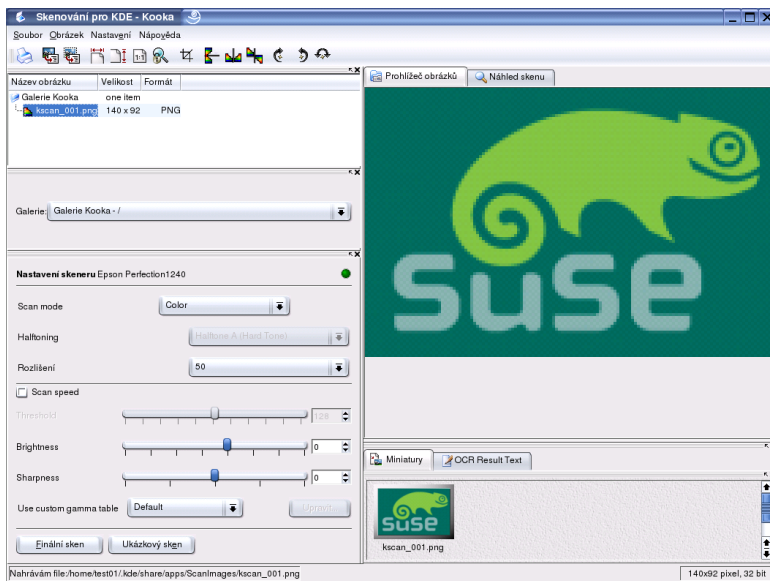 Skenování pro KDE - Kooka
Soubor Obrázek Nastavení Nápověda
Název obrázku Velikost Formát
Galerie Kooka one item
kscan_001.png 140 x 92 PNG
Galerie: Galerie Kooka - /
Nastavení skeneru Epson Perfection1240
Scan mode Color
Halftoning Halftone A (Hard Tone)
Rozlišení 50
Scan speed
Threshold 128
Brightness 0
Sharpness 0
Use custom gamma table Default Upravit...
Finální sken Ukázkový sken
Prohlížeč obrázků Náhled skenu
suse
Miniatury OCR Result Text
suse
kscan_001.png
Nahrávám file:/home/test01/.kde/share/apps/ScanImages/kscan_001.png 140x92 pixel, 32 bit